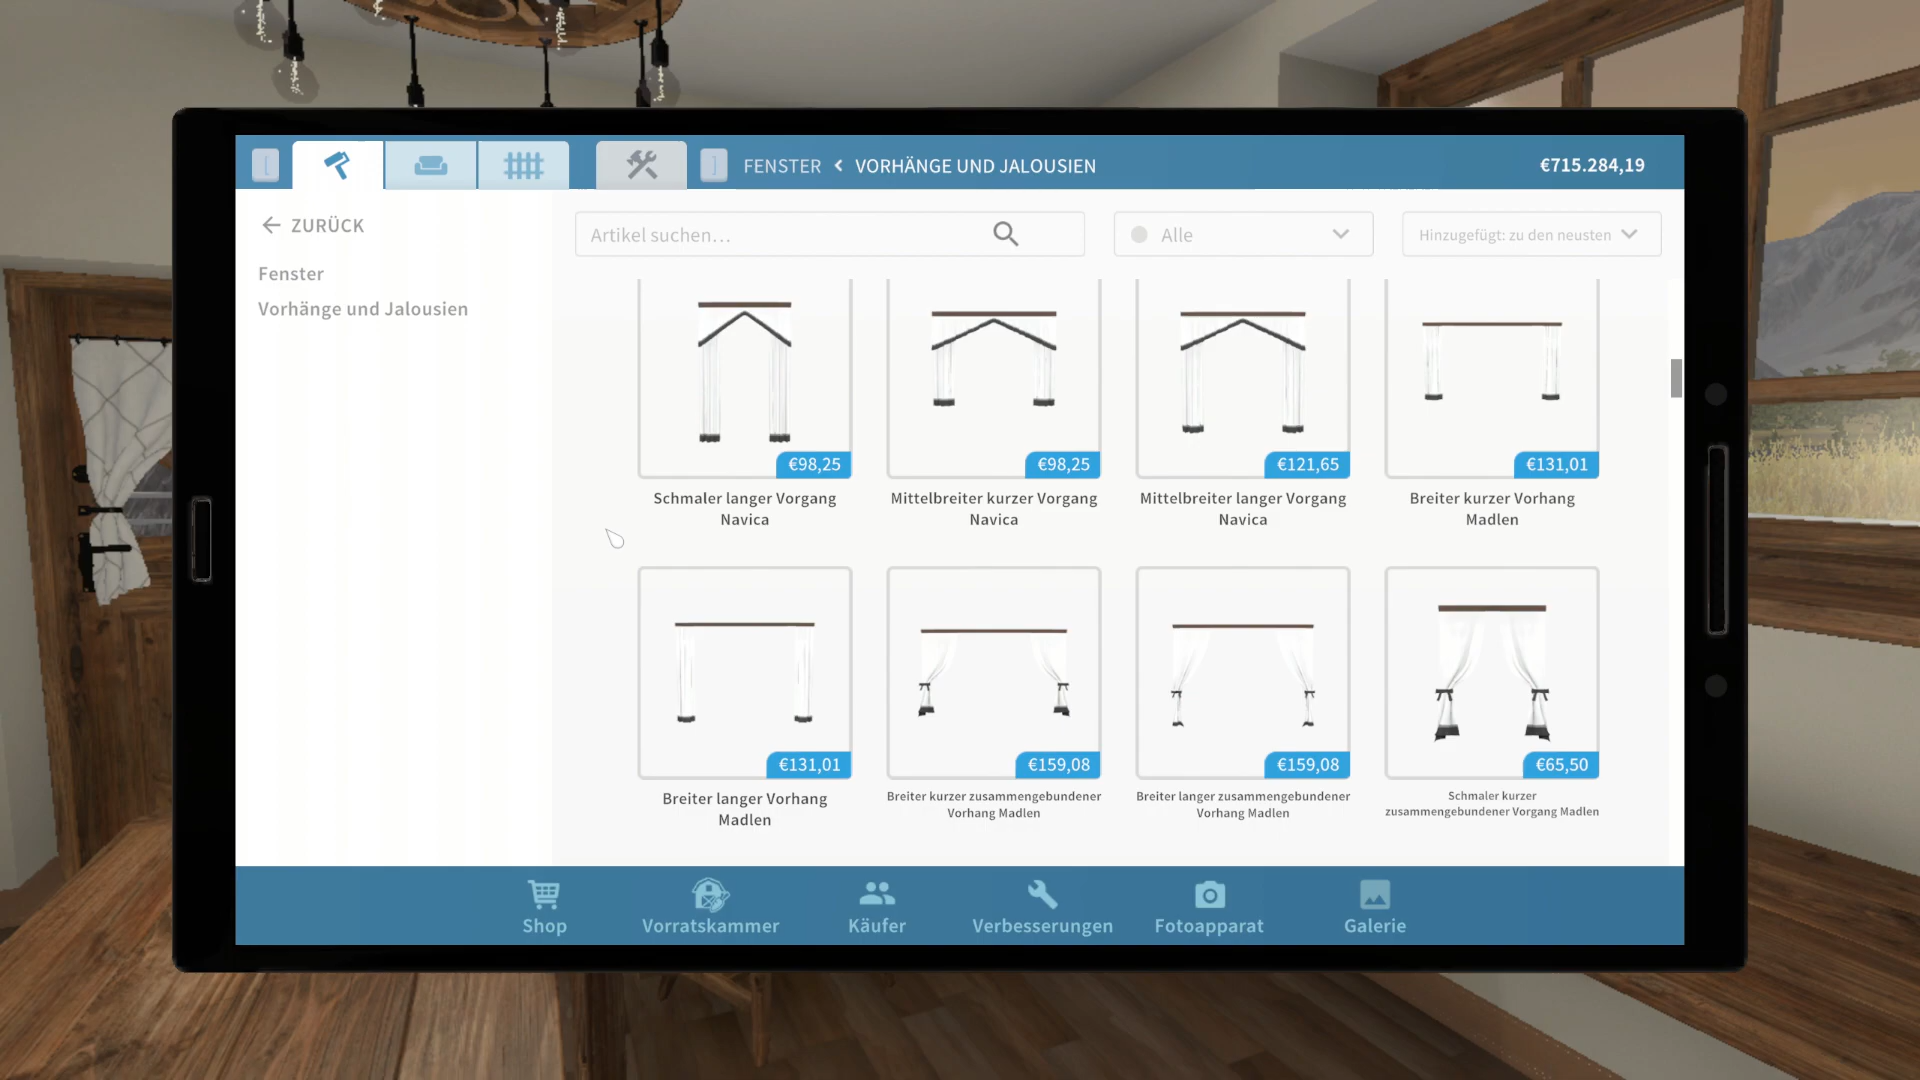 FENSTER < VORHÄNGE UND JALOUSIEN
€715.284,19
ZURÜCK
Fenster
Vorhänge und Jalousien
Artikel suchen...
Alle
Hinzugefügt: zu den neusten
€98,25
€98,25
€121,65
€131,01
Schmaler langer Vorgang
Navica
Mittelbreiter kurzer Vorgang
Navica
Mittelbreiter langer Vorgang
Navica
Breiter kurzer Vorhang
Madlen
€131,01
€159,08
€159,08
€65,50
Breiter langer Vorhang
Madlen
Breiter kurzer zusammengebundener
Vorhang Madlen
Breiter langer zusammengebundener
Vorhang Madlen
Schmaler kurzer
zusammengebundener Vorgang Madlen
Shop
Vorratskammer
Käufer
Verbesserungen
Fotoapparat
Galerie